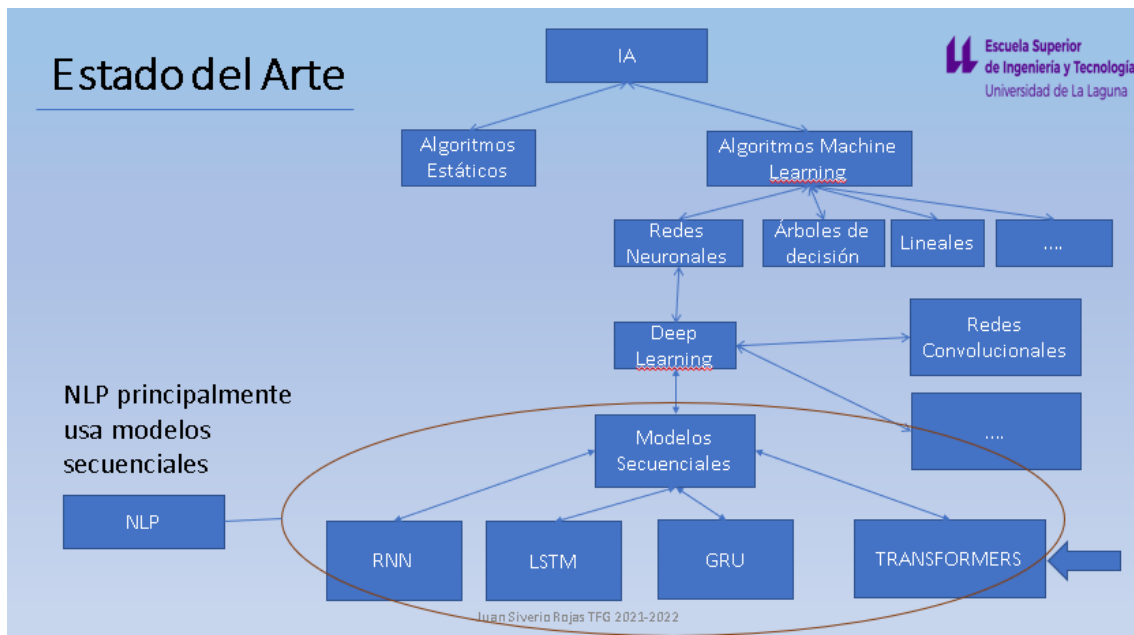 Estado del Arte
IA
Escuela Superior
de Ingeniería y Tecnología
Universidad de La Laguna
Algoritmos
Estáticos
Algoritmos Machine
Learning
Redes
Neuronales
Árboles de
decisión
Lineales
....
Deep
Learning
Redes
Convolucionales
....
NLP principalmente
usa modelos
secuenciales
Modelos
Secuenciales
NLP
RNN
LSTM
GRU
TRANSFORMERS
Juan Siverio Rojas TFG 2021-2022